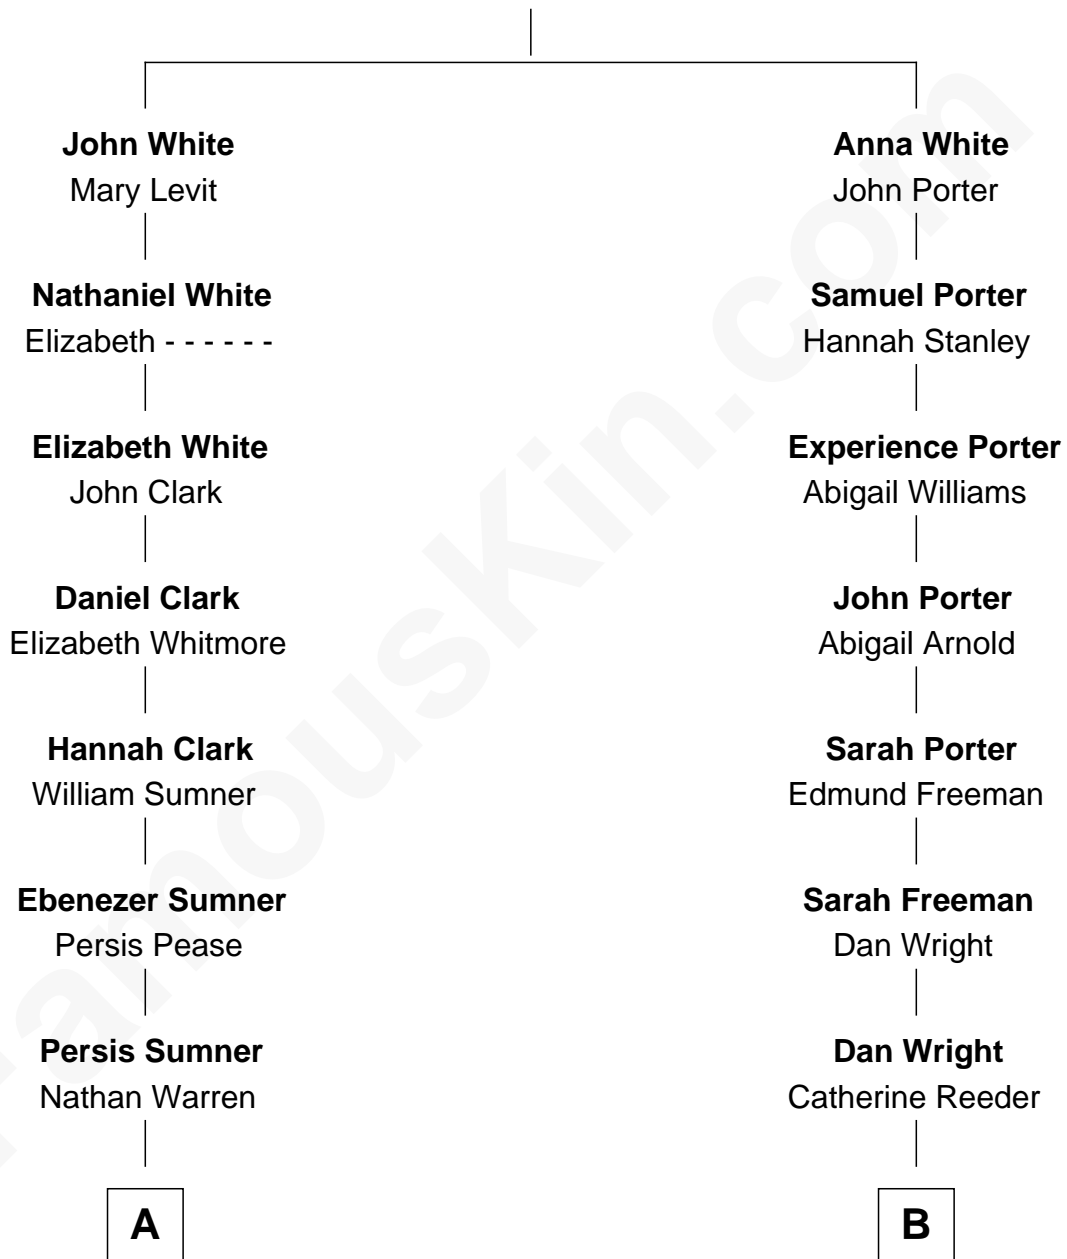 John White
Mary Levit
Nathaniel White
Elizabeth - - - - - -
Elizabeth White
John Clark
Daniel Clark
Elizabeth Whitmore
Hannah Clark
William Sumner
Ebenezer Sumner
Persis Pease
Persis Sumner
Nathan Warren
A
Anna White
John Porter
Samuel Porter
Hannah Stanley
Experience Porter
Abigail Williams
John Porter
Abigail Arnold
Sarah Porter
Edmund Freeman
Sarah Freeman
Dan Wright
Dan Wright
Catherine Reeder
B
FamousKin.com